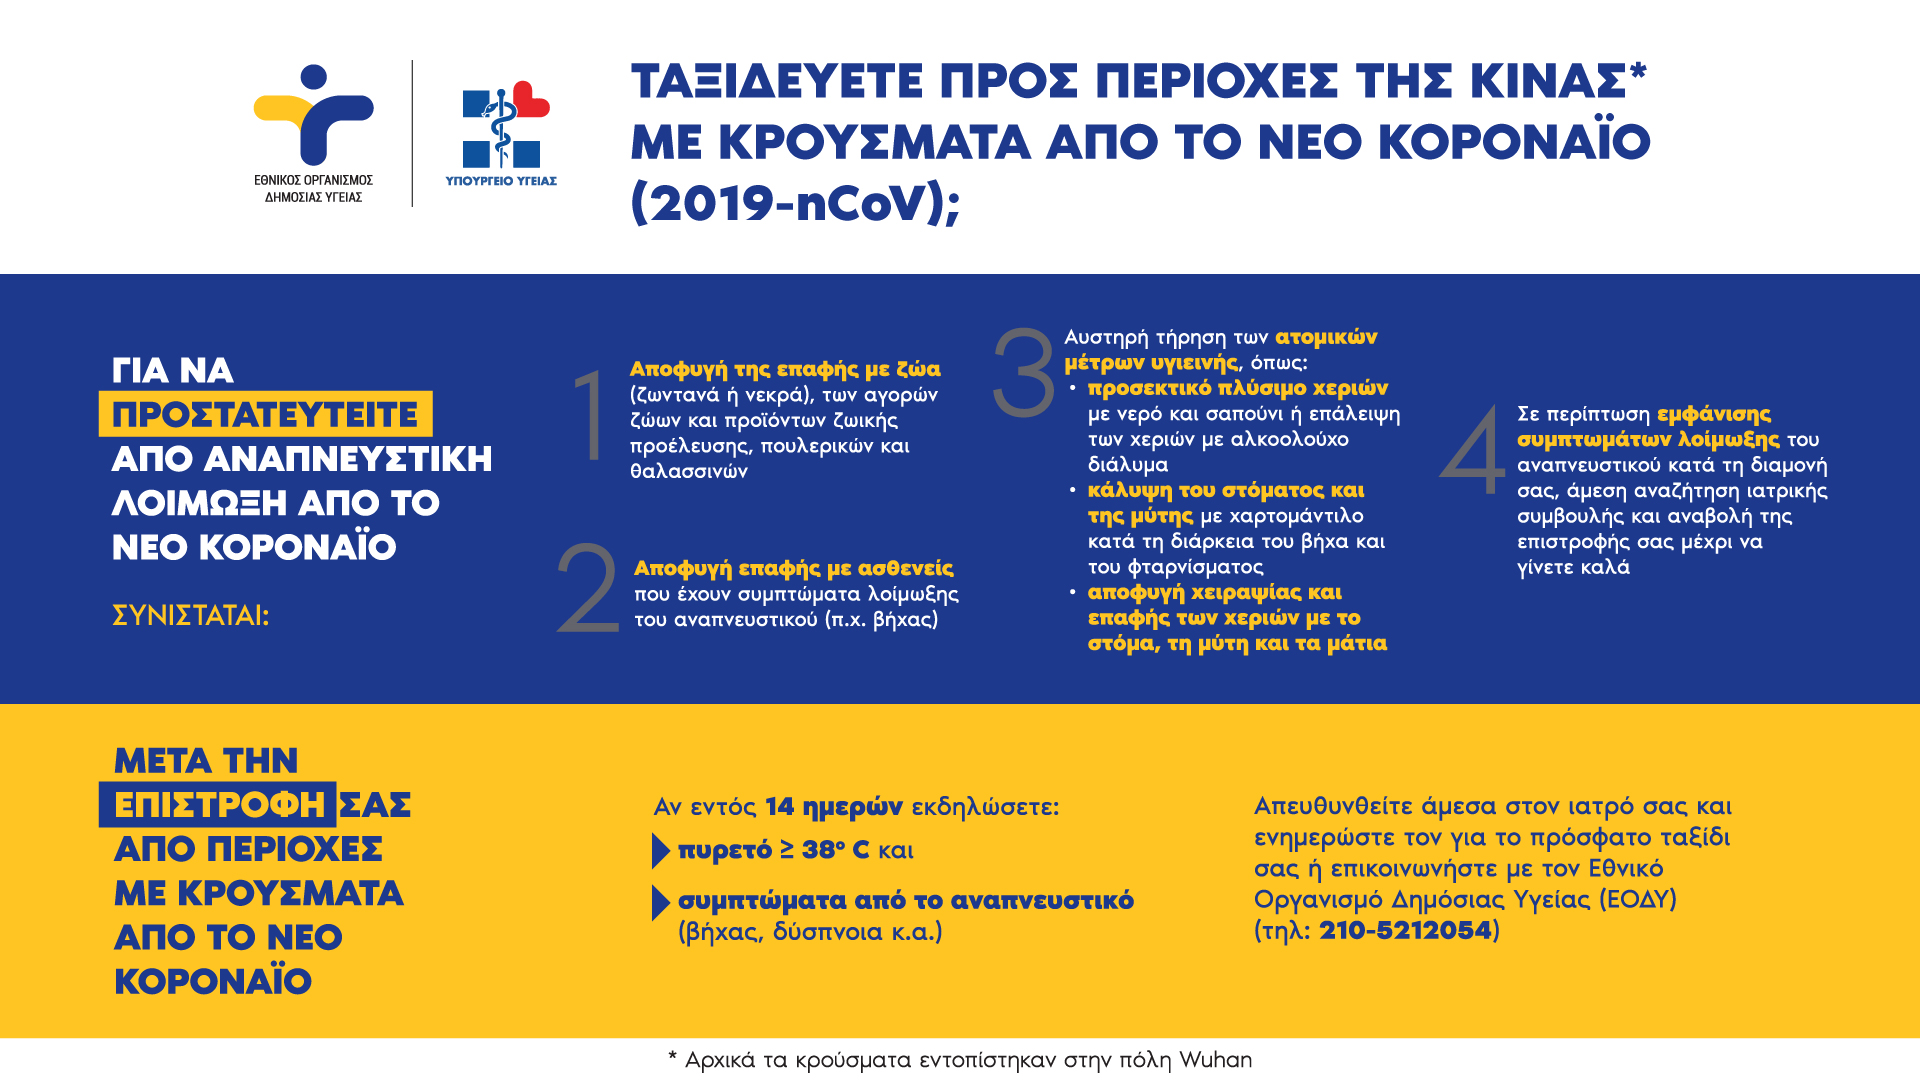 ΕΘΝΙΚΟΣ ΟΡΓΑΝΙΣΜΟΣ
ΔΗΜΟΣΙΑΣ ΥΓΕΙΑΣ
ΥΠΟΥΡΓΕΙΟ ΥΓΕΙΑΣ
ΤΑΞΙΔΕΥΕΤΕ ΠΡΟΣ ΠΕΡΙΟΧΕΣ ΤΗΣ ΚΙΝΑΣ*
ΜΕ ΚΡΟΥΣΜΑΤΑ ΑΠΟ ΤΟ ΝΕΟ ΚΟΡΟΝΑΪΟ
(2019-nCoV);
ΓΙΑ ΝΑ
ΠΡΟΣΤΑΤΕΥΤΕΙΤΕ
ΑΠΟ ΑΝΑΠΝΕΥΣΤΙΚΗ
ΛΟΙΜΩΞΗ ΑΠΟ ΤΟ
ΝΕΟ ΚΟΡΟΝΑΪΟ
ΣΥΝΙΣΤΑΤΑΙ:
1
Αποφυγή της επαφής με ζώα
(ζωντανά ή νεκρά), των αγορών
ζώων και προϊόντων ζωικής
προέλευσης, πουλερικών και
θαλασσινών
2
Αποφυγή επαφής με ασθενείς
που έχουν συμπτώματα λοίμωξης
του αναπνευστικού (π.χ. βήχας)
3
Αυστηρή τήρηση των ατομικών
μέτρων υγιεινής, όπως:
• προσεκτικό πλύσιμο χεριών
με νερό και σαπούνι ή επάλειψη
των χεριών με αλκοολούχο
διάλυμα
• κάλυψη του στόματος και
της μύτης με χαρτομάντιλο
κατά τη διάρκεια του βήχα και
του φταρνίσματος
• αποφυγή χειραψίας και
επαφής των χεριών με το
στόμα, τη μύτη και τα μάτια
4
Σε περίπτωση εμφάνισης
συμπτωμάτων λοίμωξης του
αναπνευστικού κατά τη διαμονή
σας, άμεση αναζήτηση ιατρικής
συμβουλής και αναβολή της
επιστροφής σας μέχρι να
γίνετε καλά
ΜΕΤΑ ΤΗΝ
ΕΠΙΣΤΡΟΦΗ ΣΑΣ
ΑΠΟ ΠΕΡΙΟΧΕΣ
ΜΕ ΚΡΟΥΣΜΑΤΑ
ΑΠΟ ΤΟ ΝΕΟ
ΚΟΡΟΝΑΪΟ
Αν εντός 14 ημερών εκδηλώσετε:
πυρετό ≥ 38° C και
συμπτώματα από το αναπνευστικό
(βήχας, δύσπνοια κ.α.)
Απευθυνθείτε άμεσα στον ιατρό σας και
ενημερώστε τον για το πρόσφατο ταξίδι
σας ή επικοινωνήστε με τον Εθνικό
Οργανισμό Δημόσιας Υγείας (ΕΟΔΥ)
(τηλ: 210-5212054)
* Αρχικά τα κρούσματα εντοπίστηκαν στην πόλη Wuhan